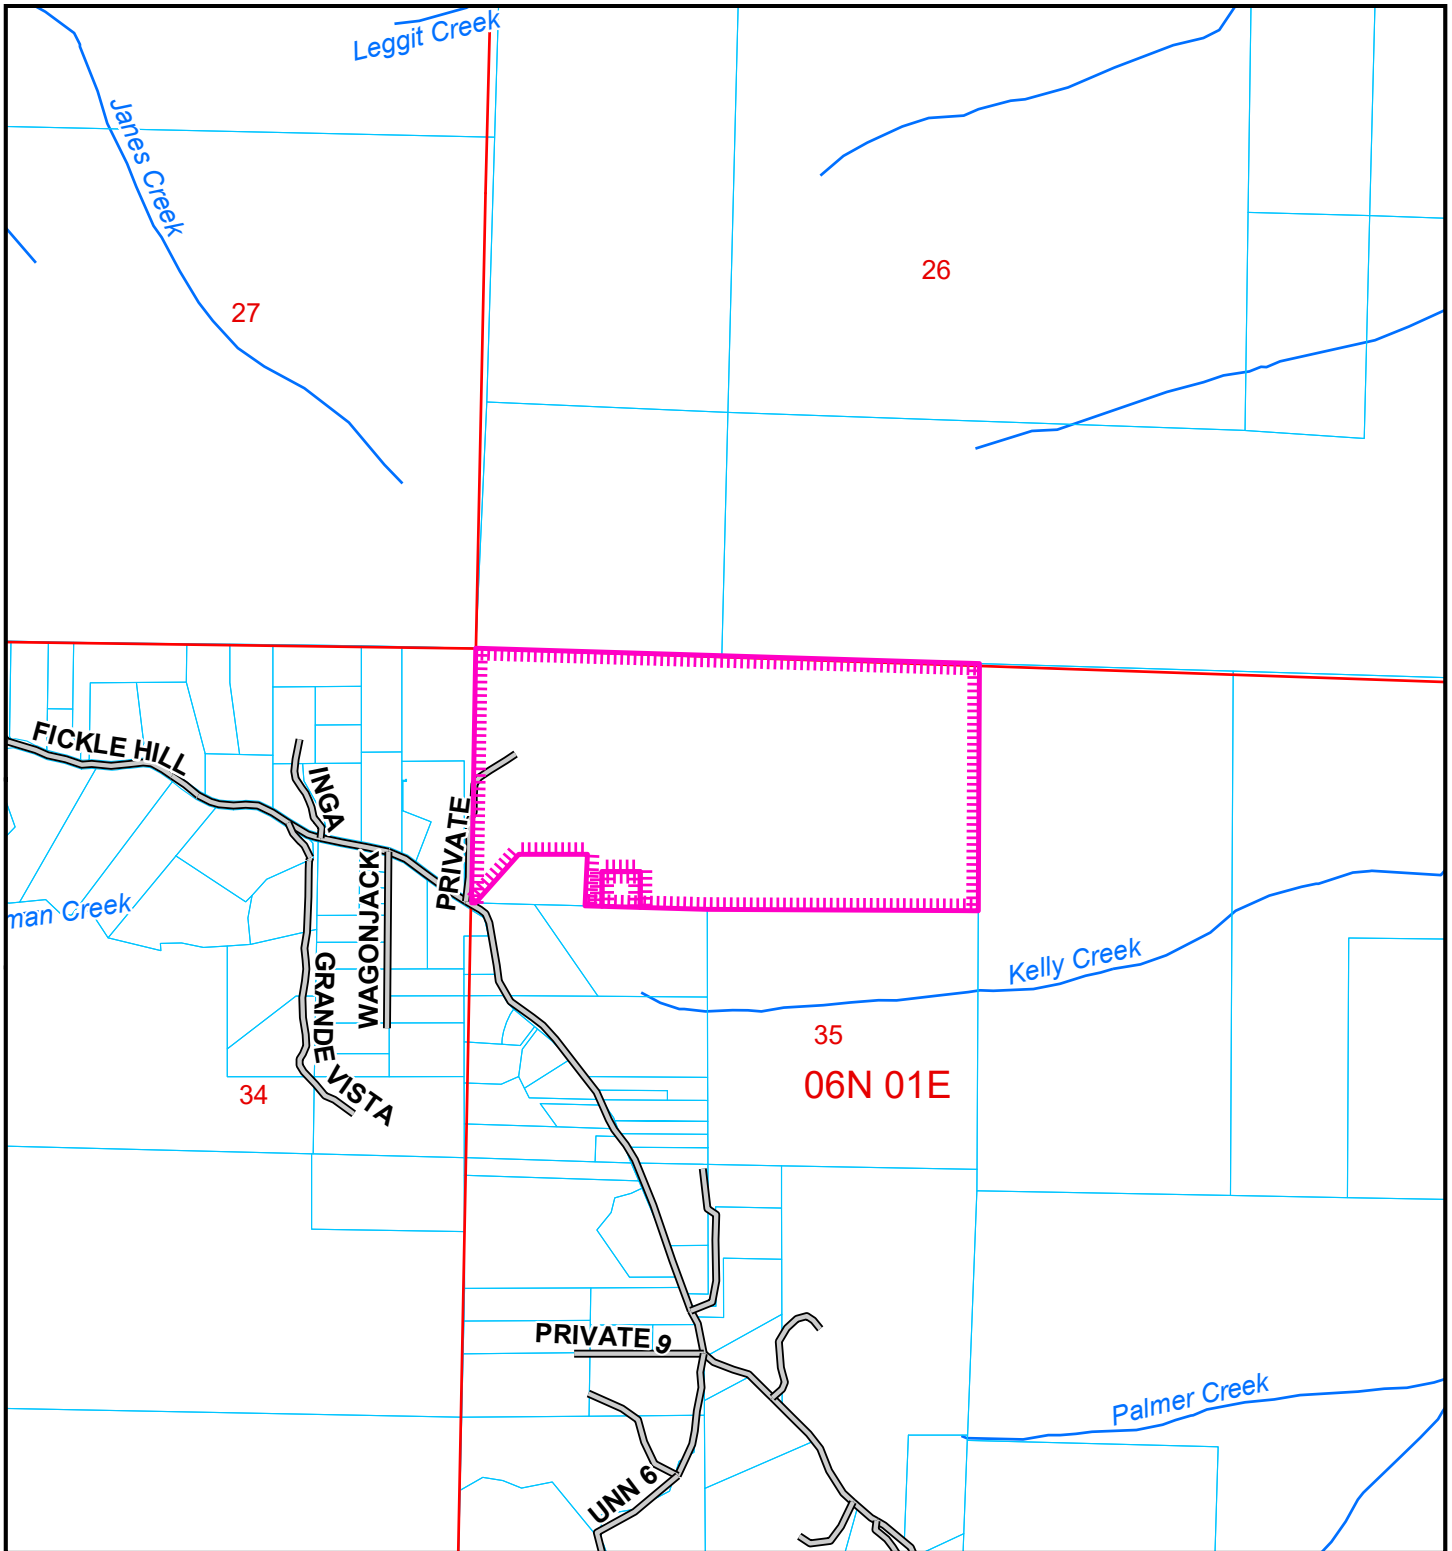 Leggit Creek
Janes Creek
26
27
FICKLE HILL
INGA
PRIVATE
WAGONJACK
man Creek
GRANDE VISTA
Kelly Creek
35
06N 01E
34
PRIVATE 9
Palmer Creek
UNN 6